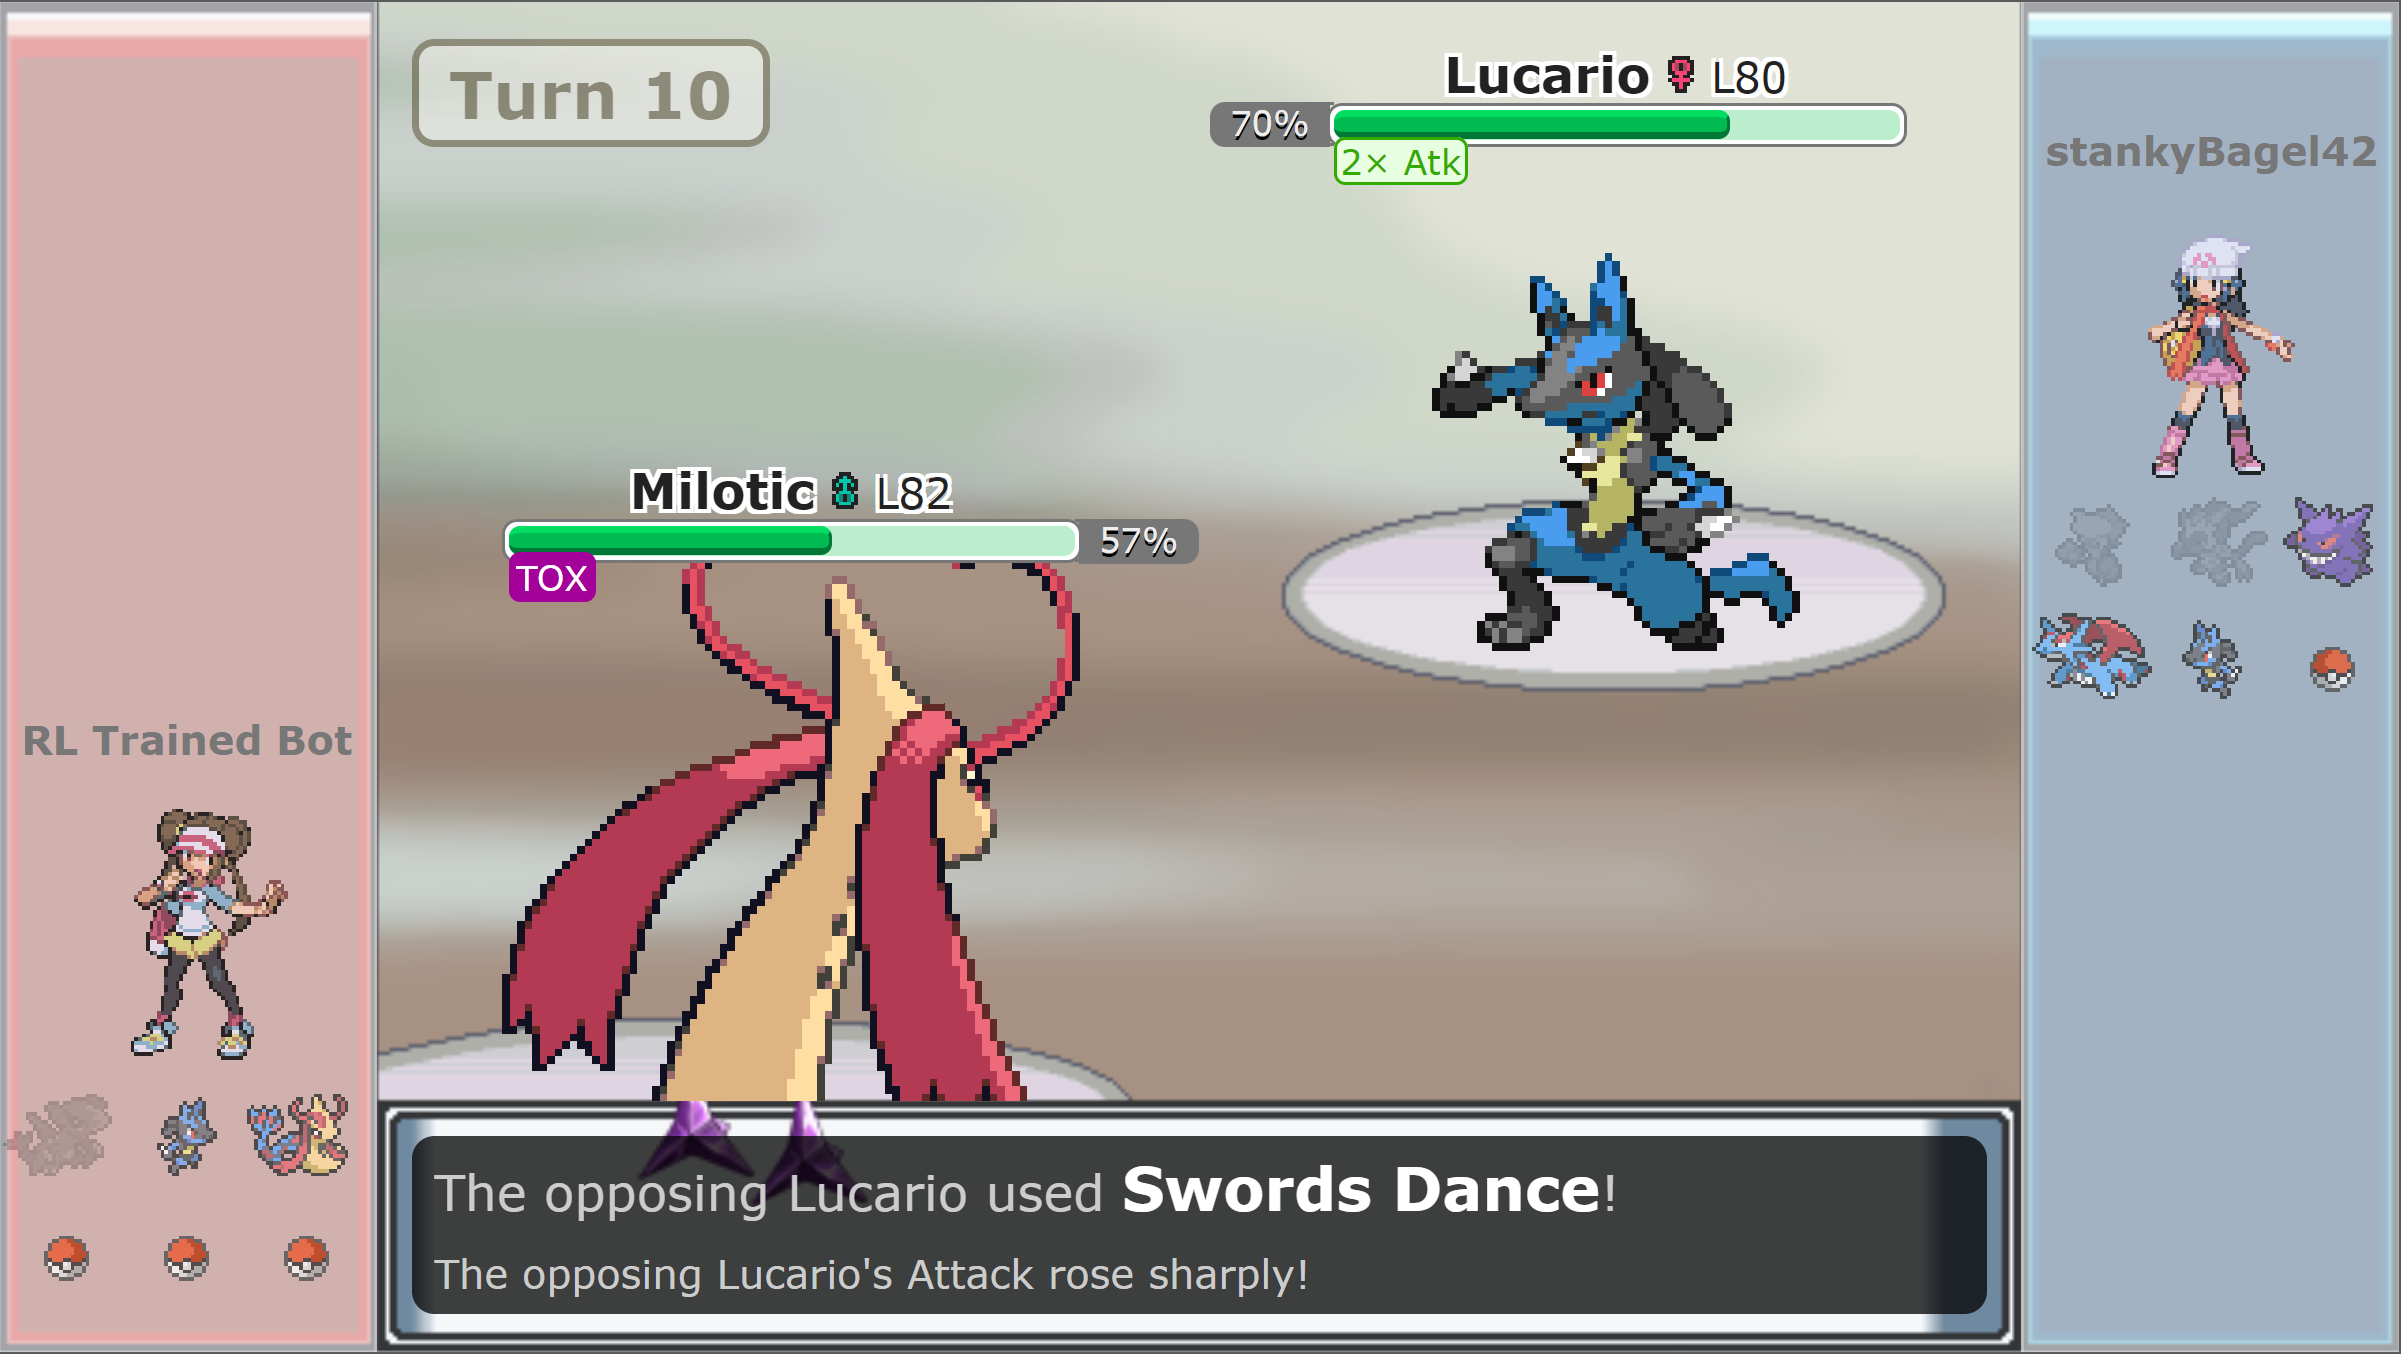 Turn 10
Lucario L80
70%
2× Atk
stankyBagel42
Milotic L82
57%
TOX
RL Trained Bot
The opposing Lucario used Swords Dance!
The opposing Lucario's Attack rose sharply!